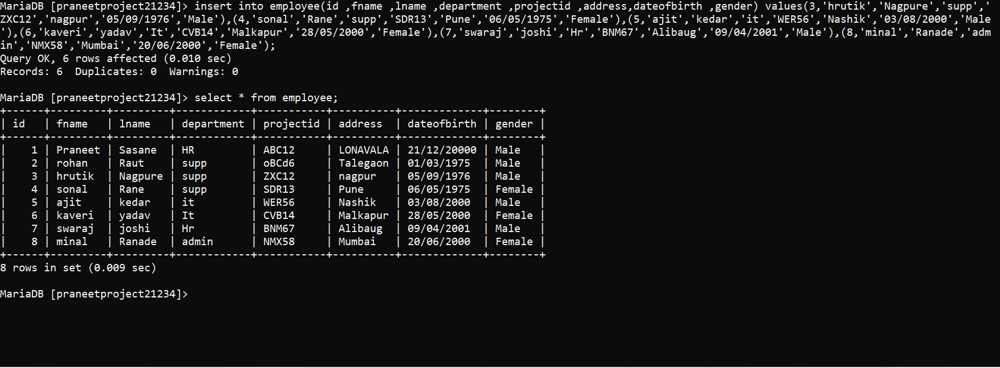 MariaDB [praneetproject21234]> insert into employee(id ,fname ,lname ,department ,projectid ,address,dateofbirth ,gender) values(3,'hrutik','Nagpure','supp','
ZXC12','nagpur','05/09/1976','Male'),(4,'sonal','Rane','supp','SDR13','Pune','06/05/1975','Female'),(5,'ajit','kedar','it','WER56','Nashik','03/08/2000','Male
'),(6,'kaveri','yadav','It','CVB14','Malkapur','28/05/2000','Female'),(7,'swaraj','joshi','Hr','BNM67','Alibaug','09/04/2001','Male'),(8,'minal','Ranade','adm
in','NMX58','Mumbai','20/06/2000','Female');
Query OK, 6 rows affected (0.010 sec)
Records: 6  Duplicates: 0  Warnings: 0
MariaDB [praneetproject21234]> select * from employee;
+------+---------+---------+------------+-----------+----------+-------------+--------+
| id   | fname   | lname   | department | projectid | address  | dateofbirth | gender |
+------+---------+---------+------------+-----------+----------+-------------+--------+
|    1 | Praneet | Sasane  | HR         | ABC12     | LONAVALA | 21/12/20000 | Male   |
|    2 | rohan   | Raut    | supp       | oBCd6     | Talegaon | 01/03/1975  | Male   |
|    3 | hrutik  | Nagpure | supp       | ZXC12     | nagpur   | 05/09/1976  | Male   |
|    4 | sonal   | Rane    | supp       | SDR13     | Pune     | 06/05/1975  | Female |
|    5 | ajit    | kedar   | it         | WER56     | Nashik   | 03/08/2000  | Male   |
|    6 | kaveri  | yadav   | It         | CVB14     | Malkapur | 28/05/2000  | Female |
|    7 | swaraj  | joshi   | Hr         | BNM67     | Alibaug  | 09/04/2001  | Male   |
|    8 | minal   | Ranade  | admin      | NMX58     | Mumbai   | 20/06/2000  | Female |
+------+---------+---------+------------+-----------+----------+-------------+--------+
8 rows in set (0.009 sec)
MariaDB [praneetproject21234]>